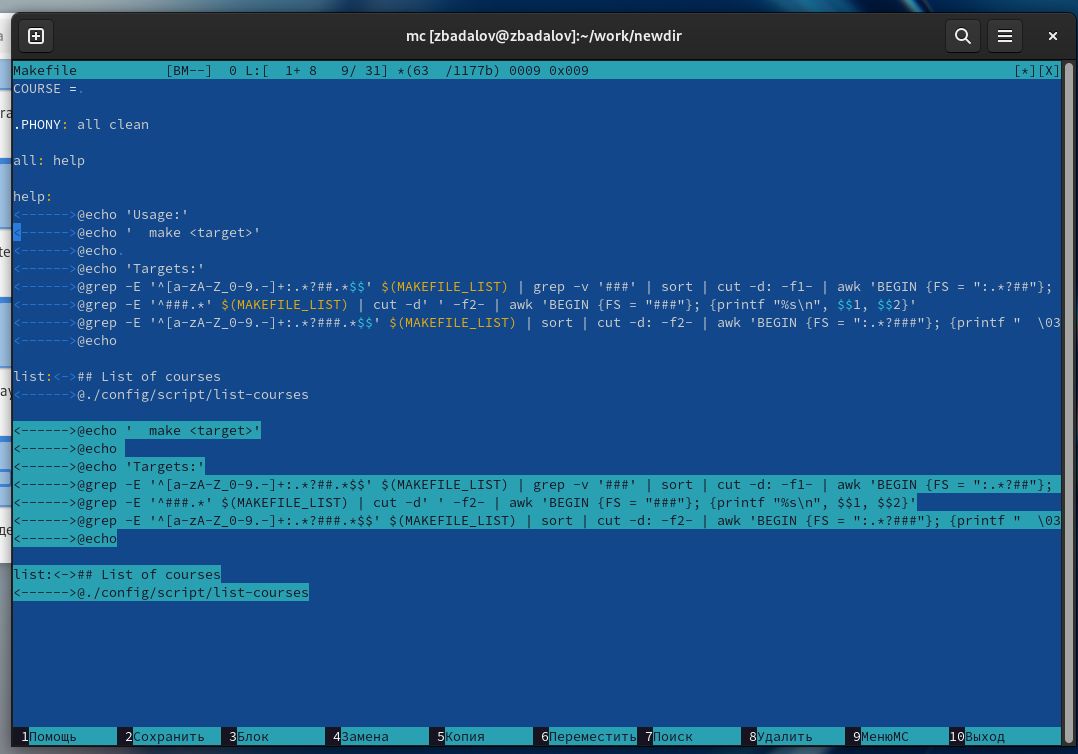 mc [zbadalov@zbadalov]:~/work/newdir
Makefile           [BM--]  0 L:[  1+ 8   9/ 31] *(63  /1177b) 0009 0x009                                                     [*][X]
COURSE =.
.PHONY: all clean
all: help
help:
<------>@echo 'Usage:'
<------>@echo '  make <target>'
<------>@echo.
<------>@echo 'Targets:'
<------>@grep -E '^[a-zA-Z_0-9.-]+:.*?##.*$$' $(MAKEFILE_LIST) | grep -v '###' | sort | cut -d: -f1- | awk 'BEGIN {FS = ":.*?##"};
<------>@grep -E '^###.*' $(MAKEFILE_LIST) | cut -d' ' -f2- | awk 'BEGIN {FS = "###"}; {printf "%s\n", $$1, $$2}'
<------>@grep -E '^[a-zA-Z_0-9.-]+:.*?###.*$$' $(MAKEFILE_LIST) | sort | cut -d: -f2- | awk 'BEGIN {FS = ":.*?###"}; {printf "  \03
<------>@echo
list:<->## List of courses
<------>@./config/script/list-courses
<------>@echo '  make <target>'
<------>@echo
<------>@echo 'Targets:'
<------>@grep -E '^[a-zA-Z_0-9.-]+:.*?##.*$$' $(MAKEFILE_LIST) | grep -v '###' | sort | cut -d: -f1- | awk 'BEGIN {FS = ":.*?##"};
<------>@grep -E '^###.*' $(MAKEFILE_LIST) | cut -d' ' -f2- | awk 'BEGIN {FS = "###"}; {printf "%s\n", $$1, $$2}'
<------>@grep -E '^[a-zA-Z_0-9.-]+:.*?###.*$$' $(MAKEFILE_LIST) | sort | cut -d: -f2- | awk 'BEGIN {FS = ":.*?###"}; {printf "  \03
<------>@echo
list:<->## List of courses
<------>@./config/script/list-courses
1Помощь 2Сохранить 3Блок 4Замена 5Копия 6Переместить 7Поиск 8Удалить 9МенюMC 10Выход